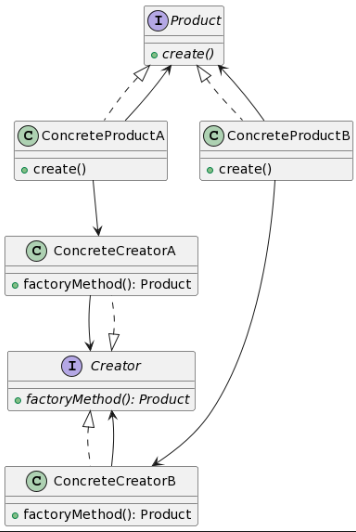 I Product
create()
C ConcreteProductA
create()
C ConcreteProductB
create()
C ConcreteCreatorA
factoryMethod(): Product
I Creator
factoryMethod(): Product
C ConcreteCreatorB
factoryMethod(): Product